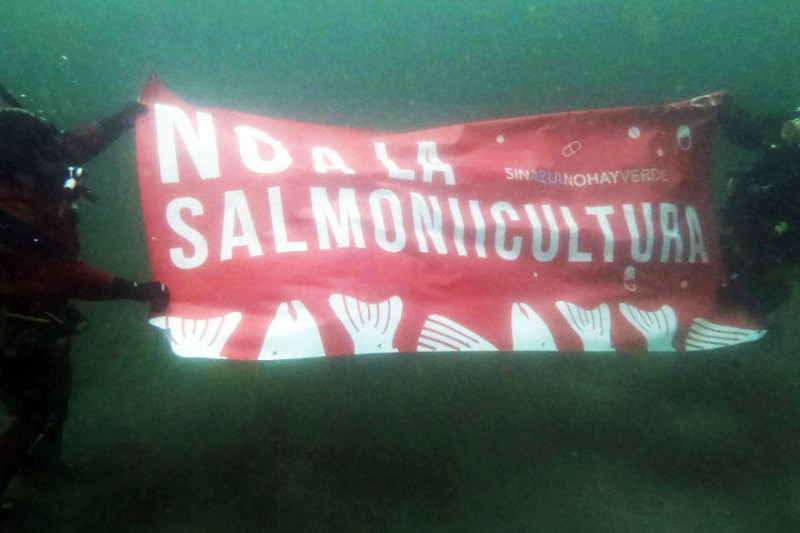 NO A LA
SINAZULNOHAYVERDE
SALMONIICULTURA